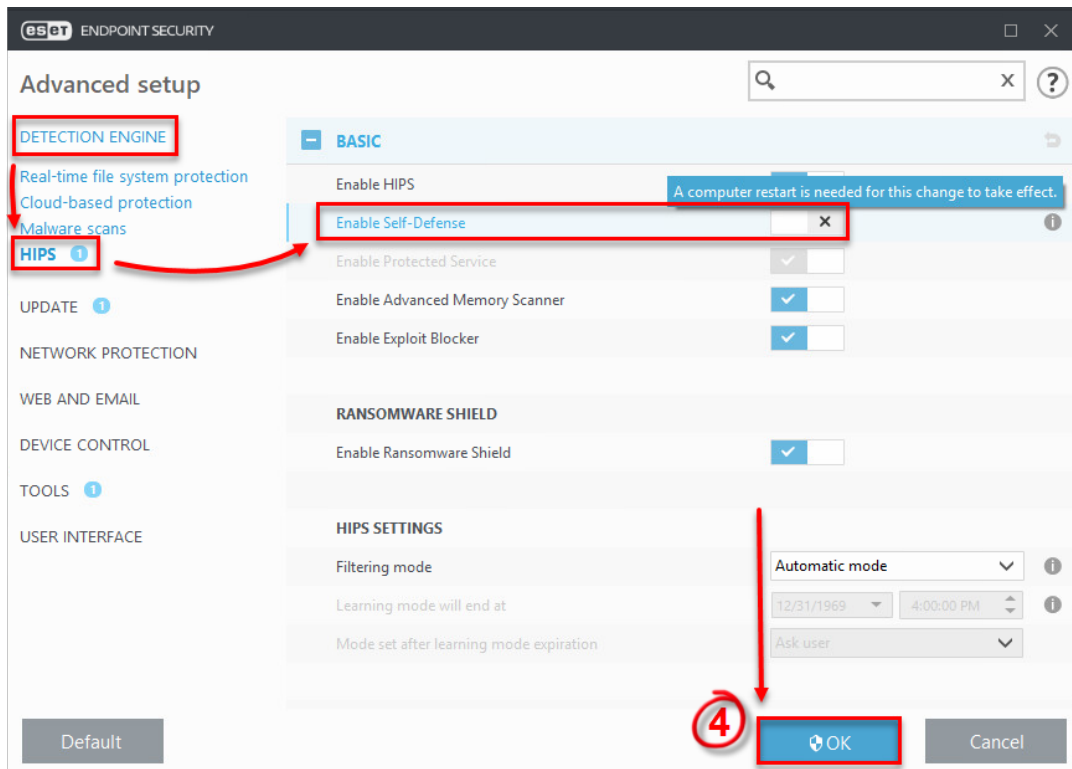 eset ENDPOINT SECURITY
Advanced setup
x
?
DETECTION ENGINE
Real-time file system protection
Cloud-based protection
Malware scans
HIPS 1
UPDATE 1
NETWORK PROTECTION
WEB AND EMAIL
DEVICE CONTROL
TOOLS 1
USER INTERFACE
BASIC
Enable HIPS
A computer restart is needed for this change to take effect.
Enable Self-Defense
Enable Protected Service
Enable Advanced Memory Scanner
Enable Exploit Blocker
RANSOMWARE SHIELD
Enable Ransomware Shield
HIPS SETTINGS
Filtering mode Automatic mode
Learning mode will end at 12/31/1969 4:00:00 PM
Mode set after learning mode expiration Ask user
4
Default OK Cancel